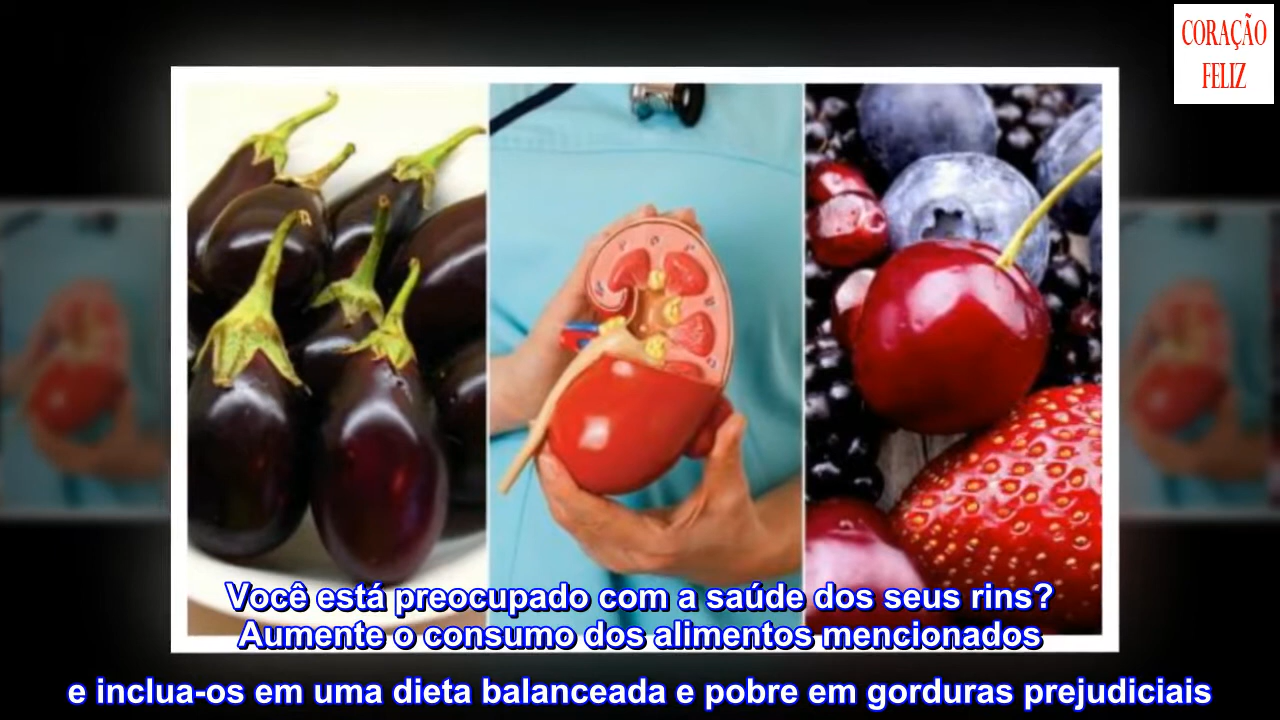 CORAÇÃO
FELIZ
Você está preocupado com a saúde dos seus rins?
Aumente o consumo dos alimentos mencionados
e inclua-os em uma dieta balanceada e pobre em gorduras prejudiciais